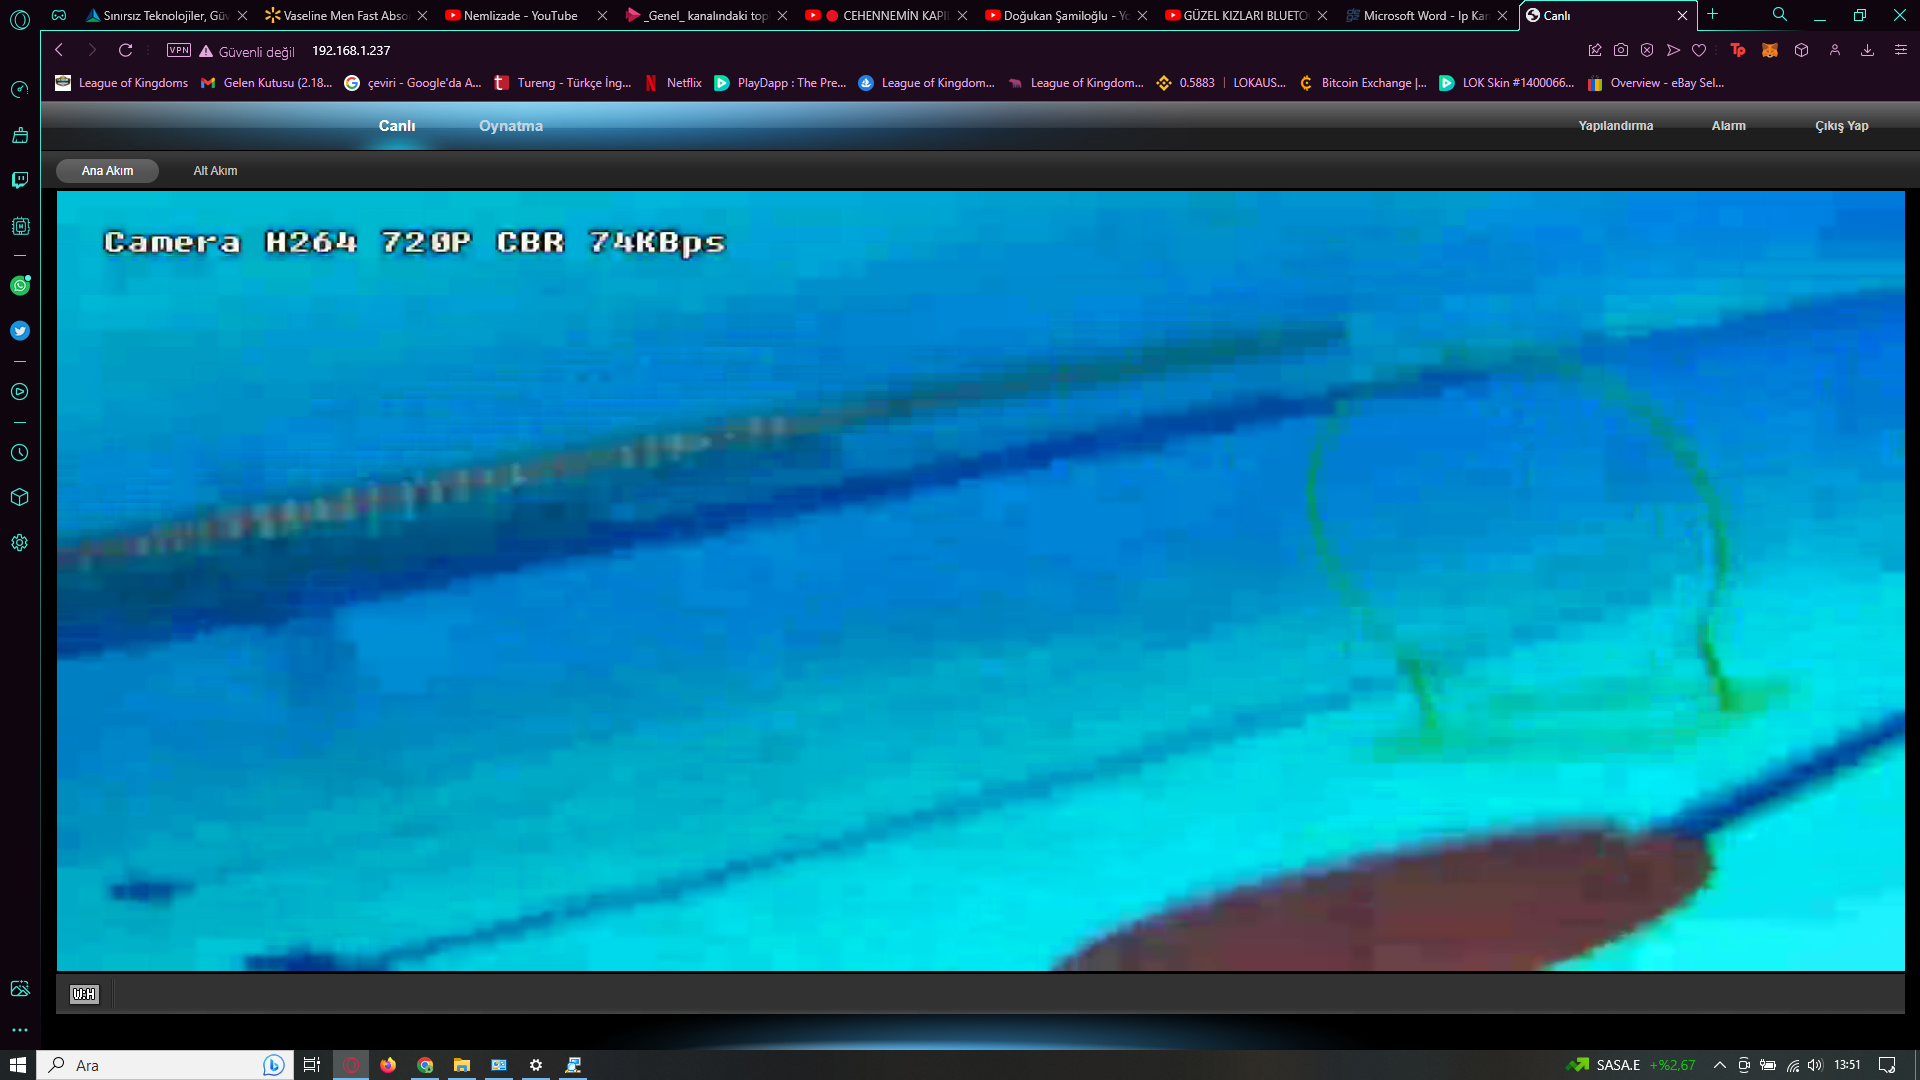 Sınırsız Teknolojiler, Güv
Vaseline Men Fast Abso
Nemlizade - YouTube
_Genel_ kanalındaki top
CEHENNEMİN KAPI
Doğukan Şamiloğlu - Yo
GÜZEL KIZLARI BLUETO
Microsoft Word - Ip Kam
Canlı
VPN
Güvenli değil
192.168.1.237
League of Kingdoms
Gelen Kutusu (2.18...
çeviri - Google'da A...
Tureng - Türkçe İng...
Netflix
PlayDapp : The Pre...
League of Kingdom...
League of Kingdom...
0.5883 | LOKAUS...
Bitcoin Exchange |...
LOK Skin #1400066...
Overview - eBay Sel...
Canlı
Oynatma
Yapılandırma
Alarm
Çıkış Yap
Ana Akım
Alt Akım
Camera H264 720P CBR 74KBps
W:H
Ara
SASA.E +%2,67
13:51